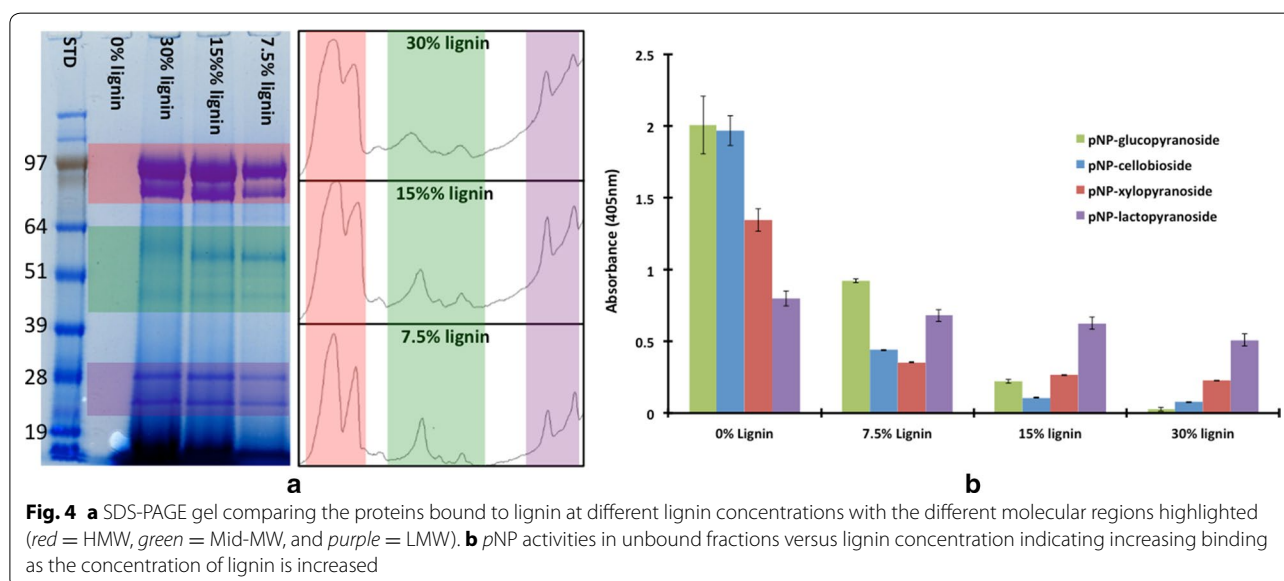 STD
0% lignin
30% lignin
15%% lignin
7.5% lignin
97
64
51
39
28
19
30% lignin
15%% lignin
7.5% lignin
a
2.5
2
1.5
1
0.5
0
Absorbance (405nm)
pNP-glucopyranoside
pNP-cellobioside
pNP-xylopyranoside
pNP-lactopyranoside
0% Lignin
7.5% Lignin
15% lignin
30% lignin
b
Fig. 4 a SDS-PAGE gel comparing the proteins bound to lignin at different lignin concentrations with the different molecular regions highlighted
(red = HMW, green = Mid-MW, and purple = LMW). b pNP activities in unbound fractions versus lignin concentration indicating increasing binding
as the concentration of lignin is increased